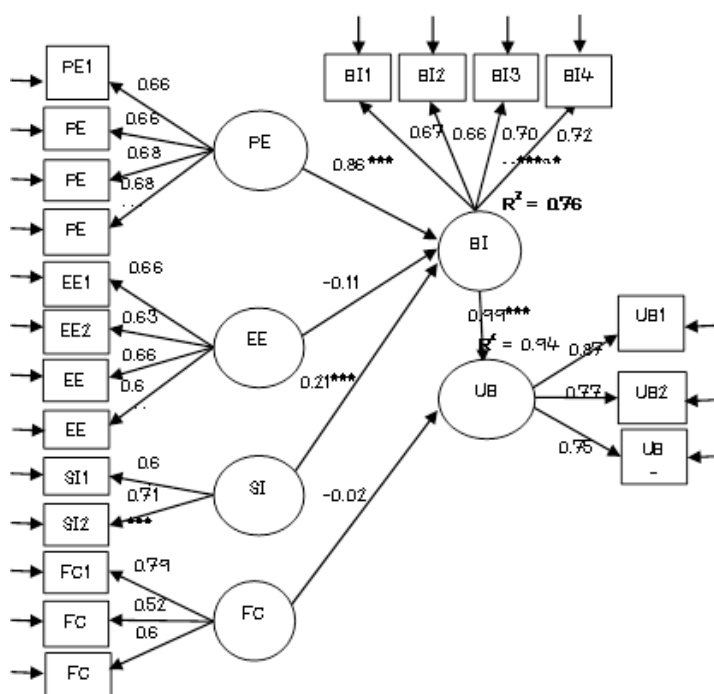 PE1
0.66
PE
0.66
PE
0.68
PE
0.68
PE
0.86***
BI1
BI2
BI3
BI4
0.67
0.66
0.70
0.72
R² = 0.76
BI
EE1
0.66
EE2
0.63
EE
0.66
EE
0.6
EE
-0.11
0.21***
0.99***
R² = 0.94
UB
UB1
0.87
UB2
0.77
UB
0.75
SI1
0.6
SI2
0.71
***
SI
-0.02
FC1
0.79
FC
0.52
FC
0.6
FC